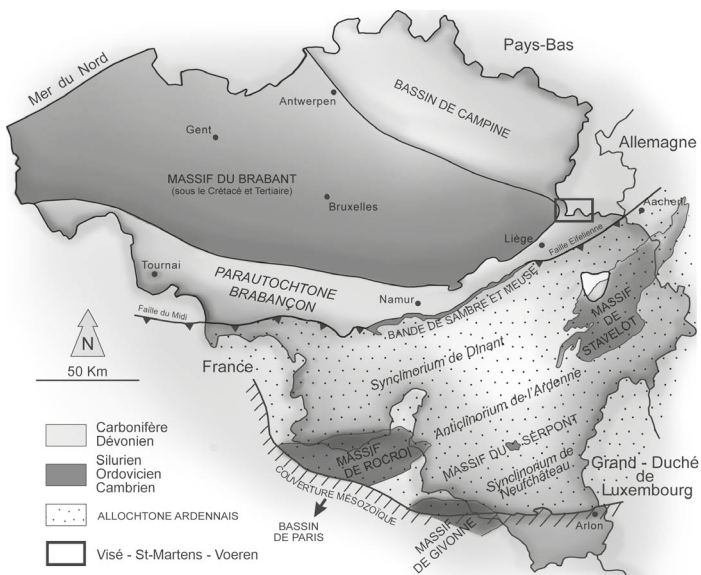 Pays-Bas
Mer du Nord
Antwerpen
BASSIN DE CAMPINE
Gent
Allemagne
MASSIF DU BRABANT
(sous le Crétacé et Tertiaire)
Bruxelles
Aachen
Liège
Faille Eifelienne
Tournai
PARAUTOCHTONE
BRABANÇON
Namur
BANDE DE SAMBRE ET MEUSE
MASSIF
DE
STAVELOT
Faille du Midi
N
50 Km
France
Synclinorium de Dinant
Anticlinorium de l'Ardenne
Carbonifère
Dévonien
Silurien
Ordovicien
Cambrien
ALLOCHTONE ARDENNAIS
Visé - St-Martens - Voeren
MASSIF
DE ROCROI
MASSIF DU SERPONT
Synclinorium de
Neufchâteau
Grand - Duché
de
Luxembourg
COUVERTURE MÉSOZOÏQUE
BASSIN
DE PARIS
MASSIF
DE GIVONNE
Arlon